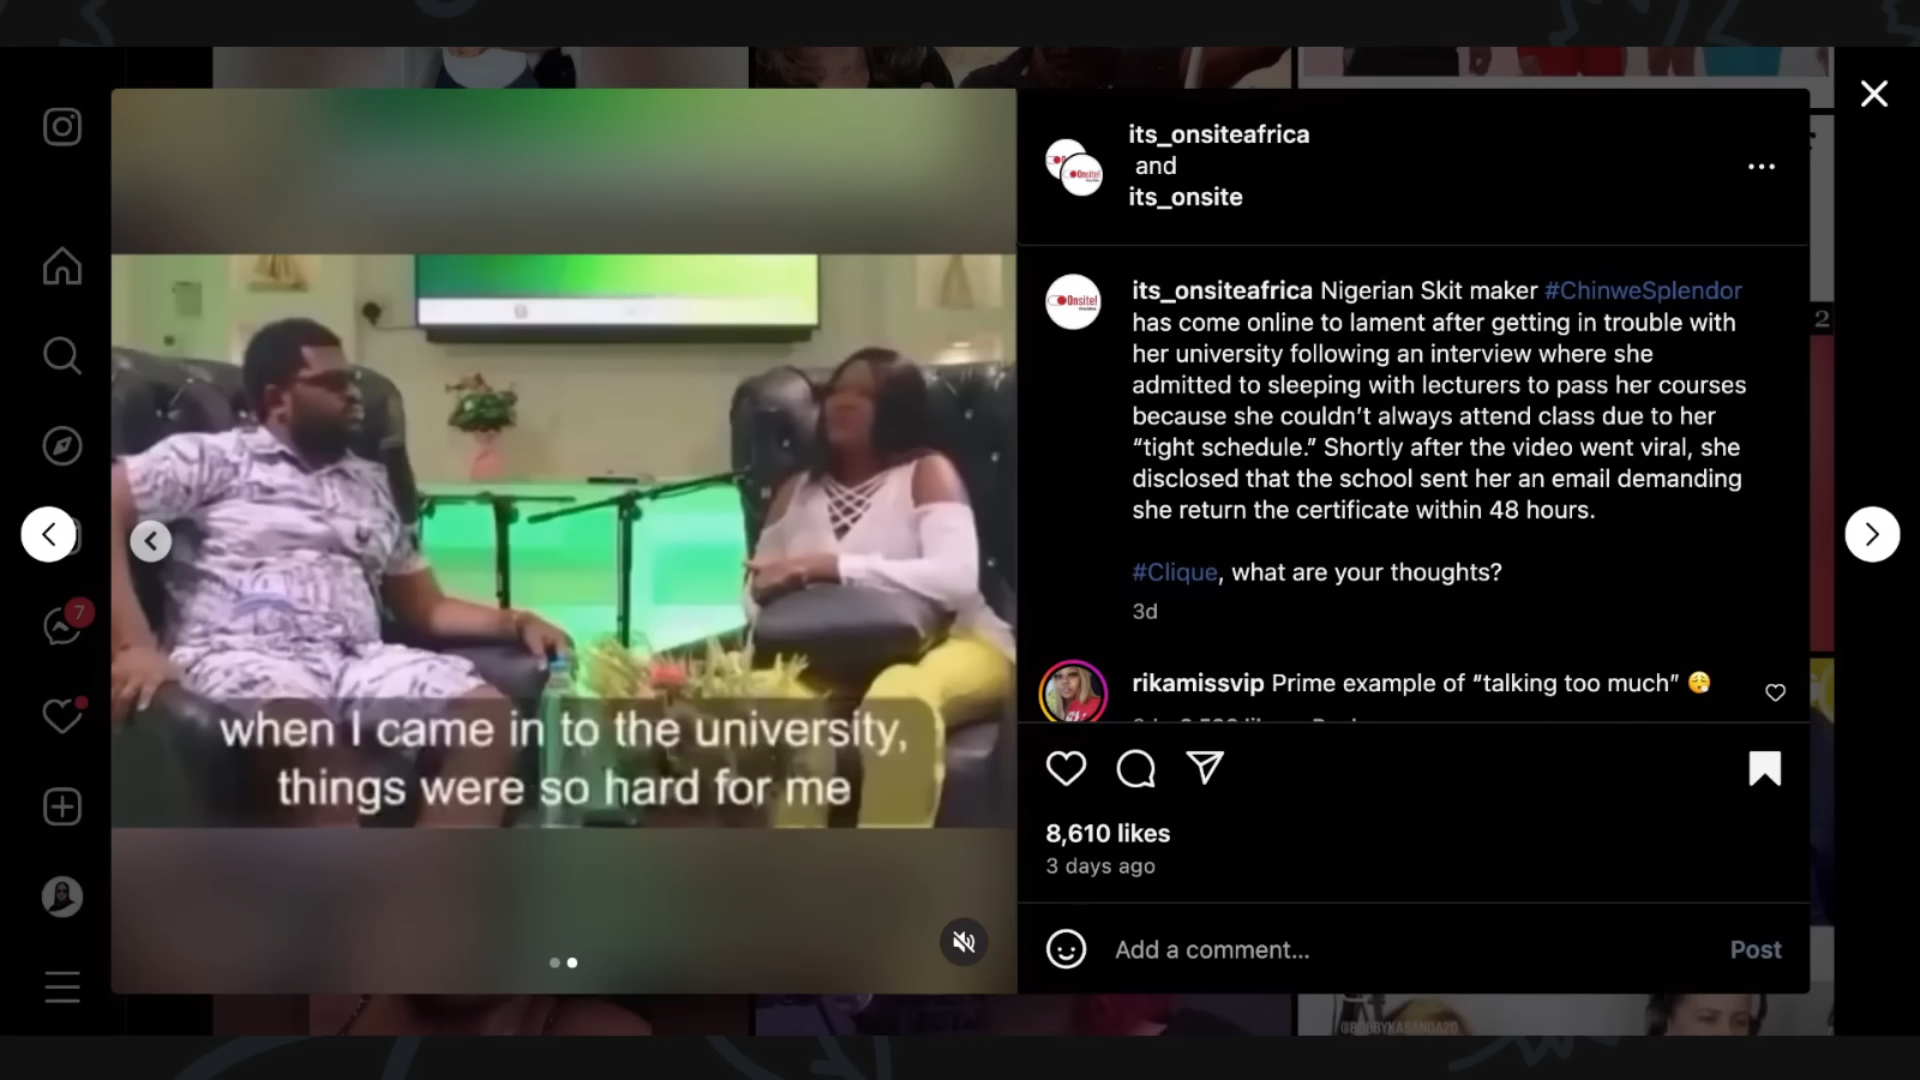 its_onsiteafrica
and
its_onsite
Onsite!
its_onsiteafrica Nigerian Skit maker #ChinweSplendor
has come online to lament after getting in trouble with
her university following an interview where she
admitted to sleeping with lecturers to pass her courses
because she couldn’t always attend class due to her
“tight schedule.” Shortly after the video went viral, she
disclosed that the school sent her an email demanding
she return the certificate within 48 hours.
#Clique, what are your thoughts?
3d
rikamissvip Prime example of “talking too much” 😮‍💨
8,610 likes
3 days ago
Add a comment...
Post
when I came in to the university,
things were so hard for me
7
2
@BOBBYKASANGA20